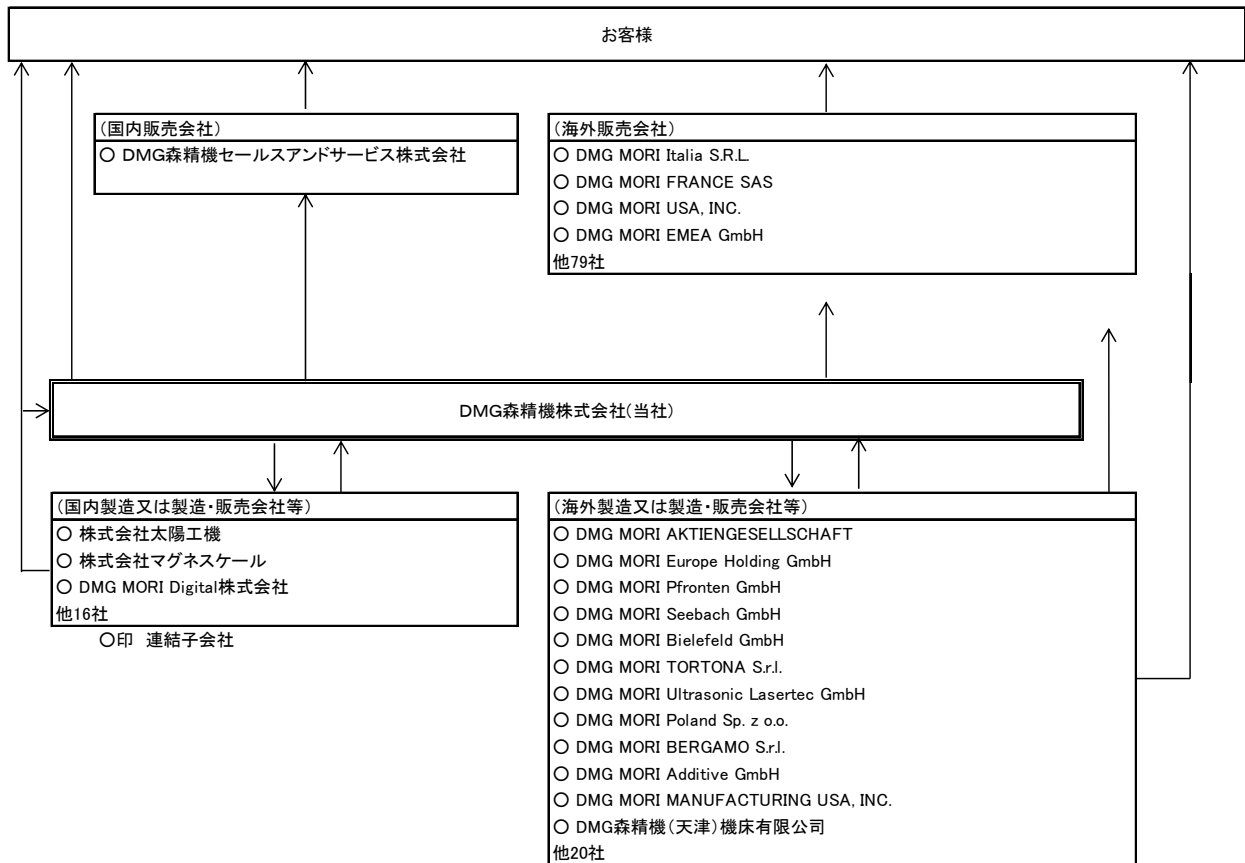 お客様
(国内販売会社)
○ DMG森精機セールスアンドサービス株式会社
(海外販売会社)
○ DMG MORI Italia S.R.L.
○ DMG MORI FRANCE SAS
○ DMG MORI USA, INC.
○ DMG MORI EMEA GmbH
他79社
DMG森精機株式会社(当社)
(国内製造又は製造・販売会社等)
○ 株式会社太陽工機
○ 株式会社マグネスケール
○ DMG MORI Digital株式会社
他16社
○印 連結子会社
(海外製造又は製造・販売会社等)
○ DMG MORI AKTIENGESELLSCHAFT
○ DMG MORI Europe Holding GmbH
○ DMG MORI Pfronten GmbH
○ DMG MORI Seebach GmbH
○ DMG MORI Bielefeld GmbH
○ DMG MORI TORTONA S.r.l.
○ DMG MORI Ultrasonic Lasertec GmbH
○ DMG MORI Poland Sp. z o.o.
○ DMG MORI BERGAMO S.r.l.
○ DMG MORI Additive GmbH
○ DMG MORI MANUFACTURING USA, INC.
○ DMG森精機(天津)機床有限公司
他20社